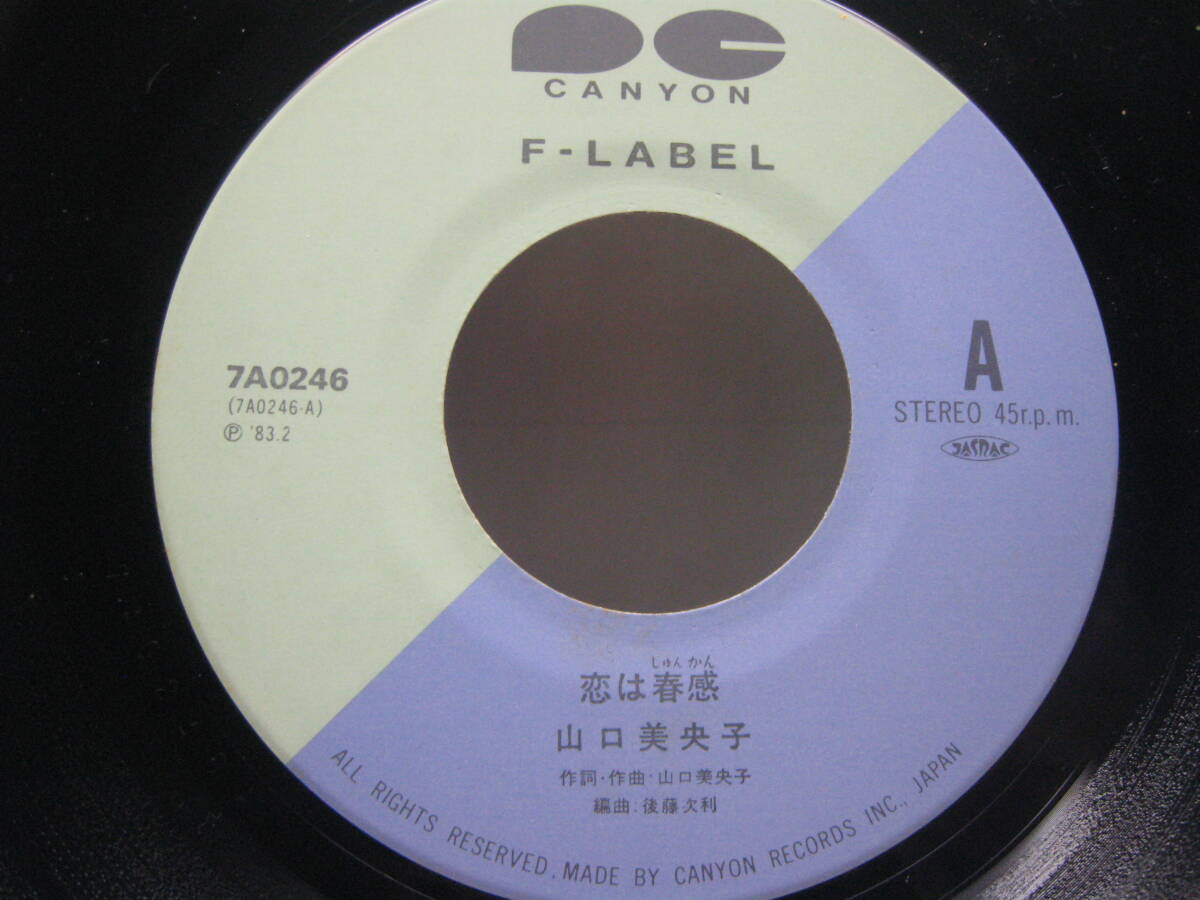 CANYON
F-LABEL
7A0246
(7A0246-A)
Ⓟ '83.2
A
STEREO 45r.p.m.
JASRAC
しゅんかん
恋は春感
山口美央子
作詞・作曲:山口美央子
編曲:後藤次利
ALL RIGHTS RESERVED. MADE BY CANYON RECORDS INC., JAPAN